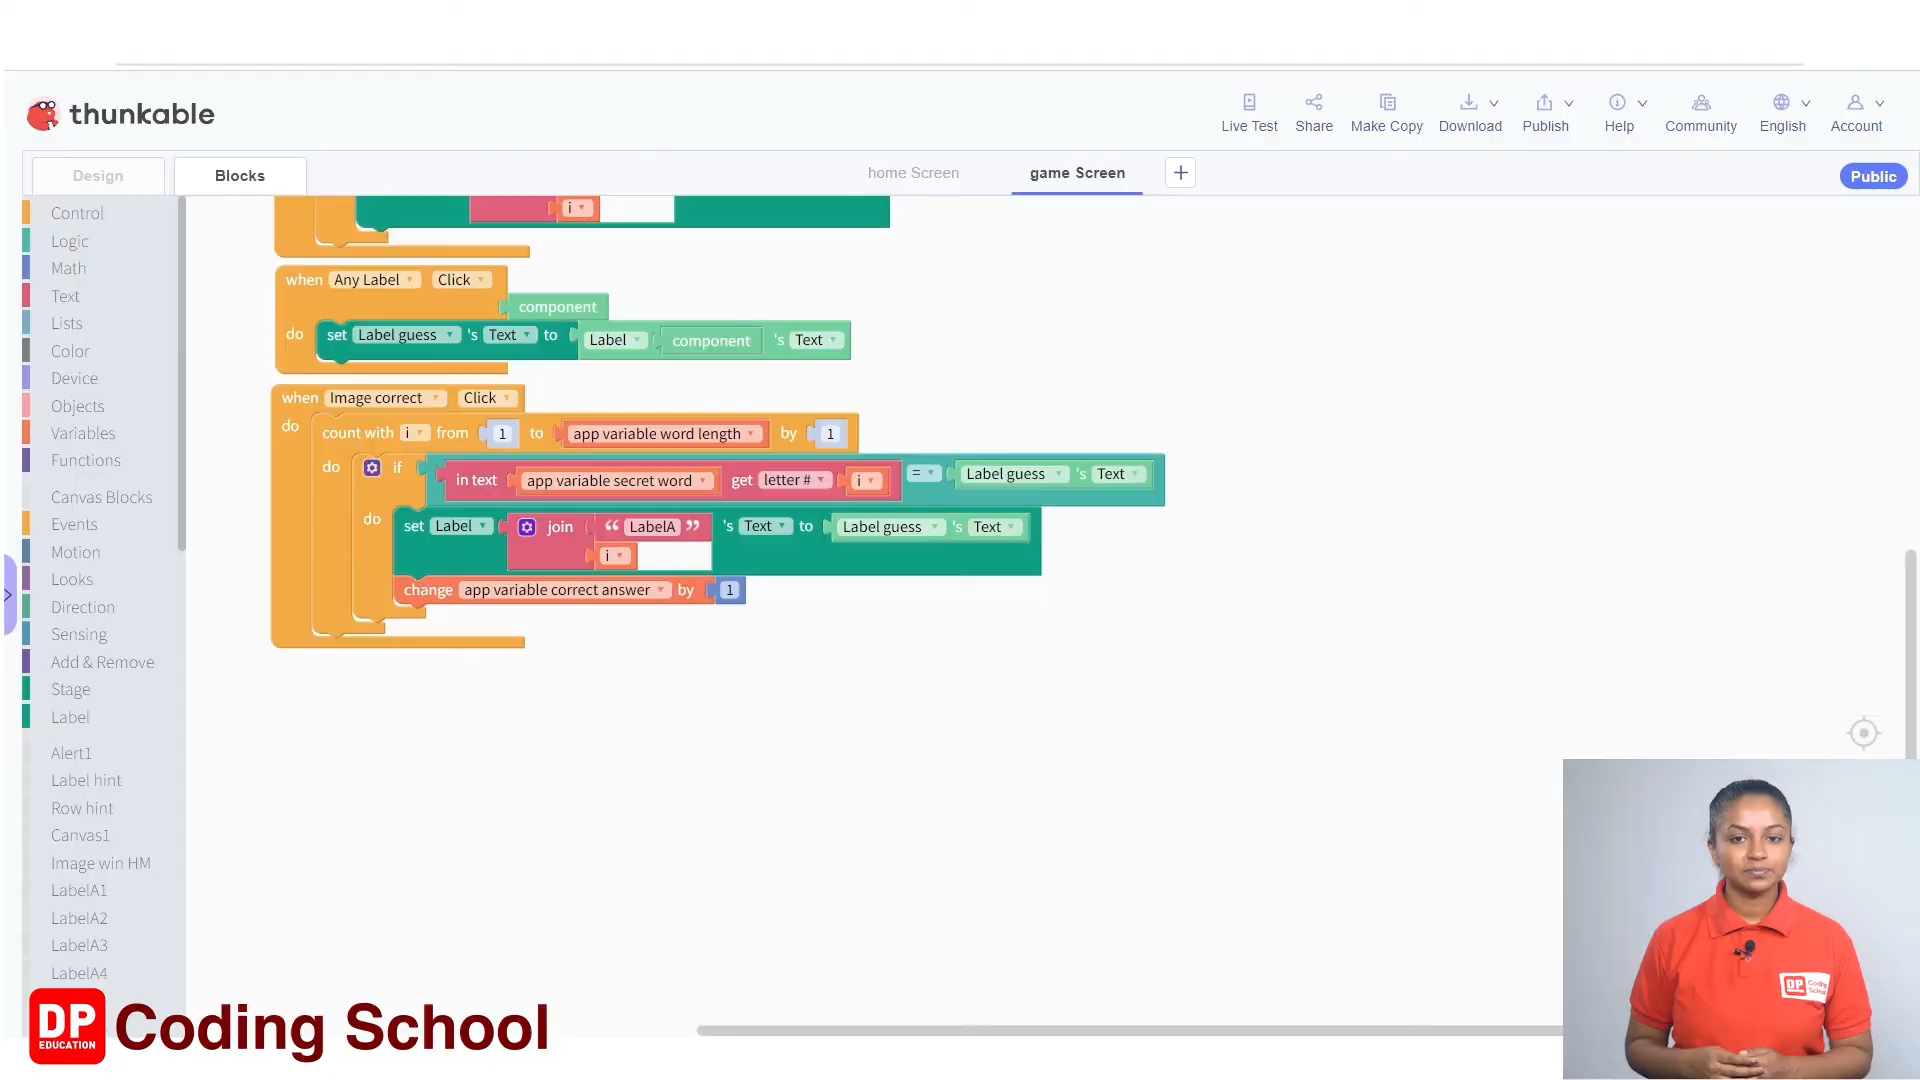 thunkable
Live Test
Share
Make Copy
Download
Publish
Help
Community
English
Account
Design
Blocks
home Screen
game Screen
+
Public
Control
Logic
Math
Text
Lists
Color
Device
Objects
Variables
Functions
Canvas Blocks
Events
Motion
Looks
Direction
Sensing
Add & Remove
Stage
Label
Alert1
Label hint
Row hint
Canvas1
Image win HM
LabelA1
LabelA2
LabelA3
LabelA4
i
when Any Label Click
component
do set Label guess 's Text to Label component 's Text
when Image correct Click
do count with i from 1 to app variable word length by 1
do if in text app variable secret word get letter # i = Label guess 's Text
do set Label join “ LabelA ” 's Text to Label guess 's Text
i
change app variable correct answer by 1
DP EDUCATION Coding School
DP Coding School